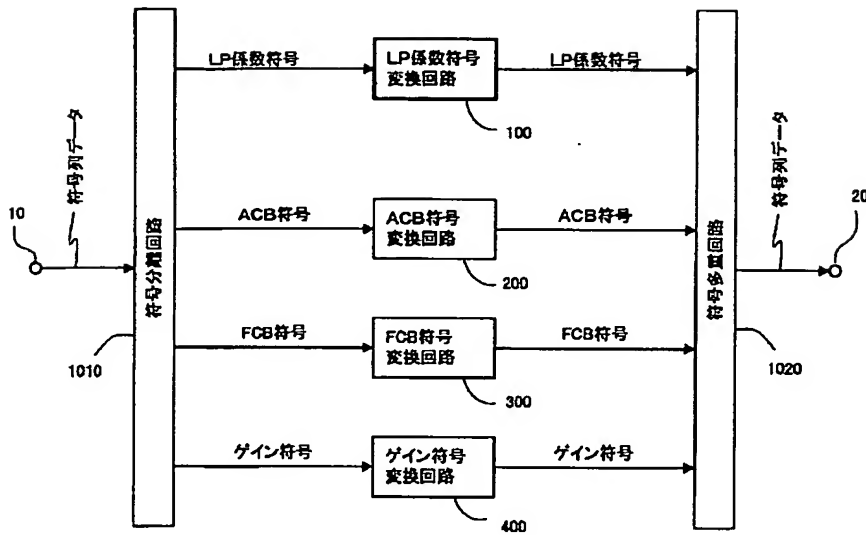 LP係数符号
LP係数符号
変換回路
100
LP係数符号
符号列データ
10
符号分離回路
1010
ACB符号
ACB符号
変換回路
200
ACB符号
FCB符号
FCB符号
変換回路
300
FCB符号
ゲイン符号
ゲイン符号
変換回路
400
ゲイン符号
符号多重回路
1020
符号列データ
20